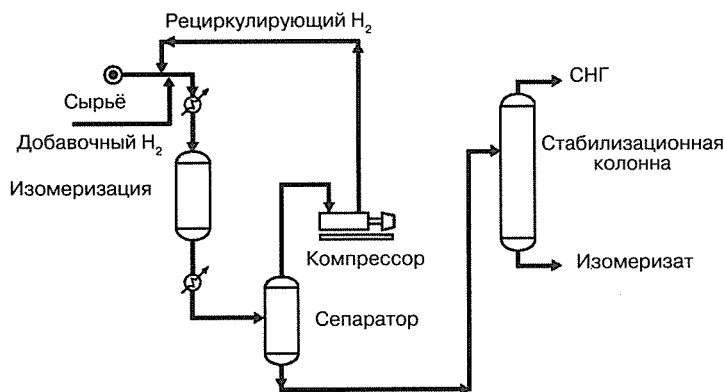 Рециркулирующий H₂
Сырьё
Добавочный H₂
Изомеризация
Компрессор
Сепаратор
СНГ
Стабилизационная
колонна
Изомеризат